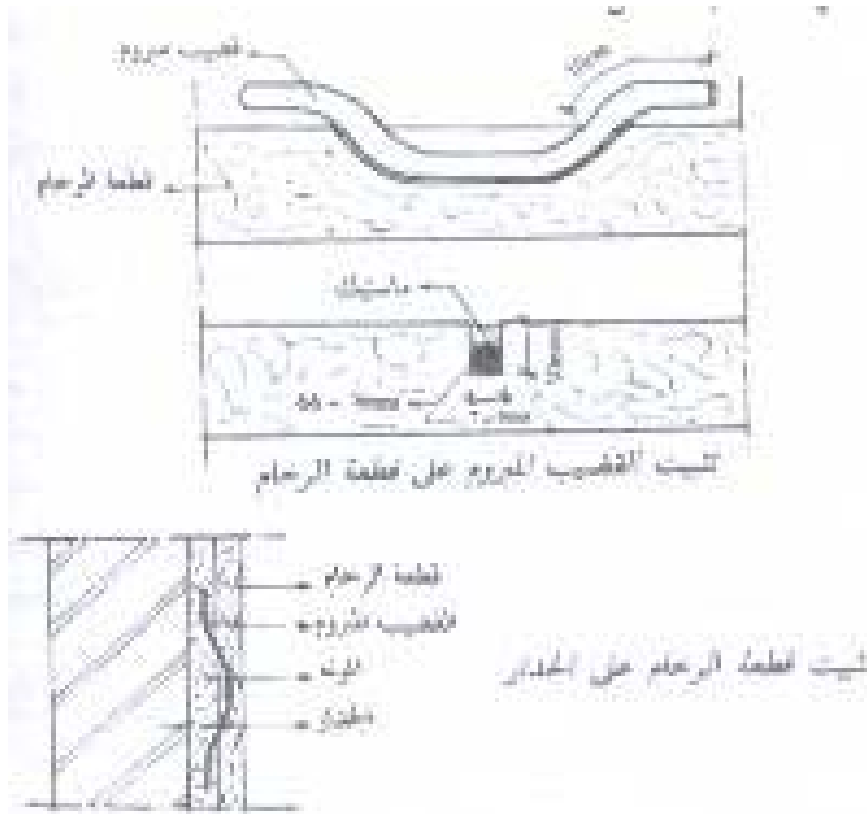 قضيب مبروم
قطعة الرخام
ماستيك
تثبيت القضيب المبروم على قطعة الرخام
قطعة الرخام
القضيب المبروم
المونه
الجدار
تثبيت قطعة الرخام على الجدار